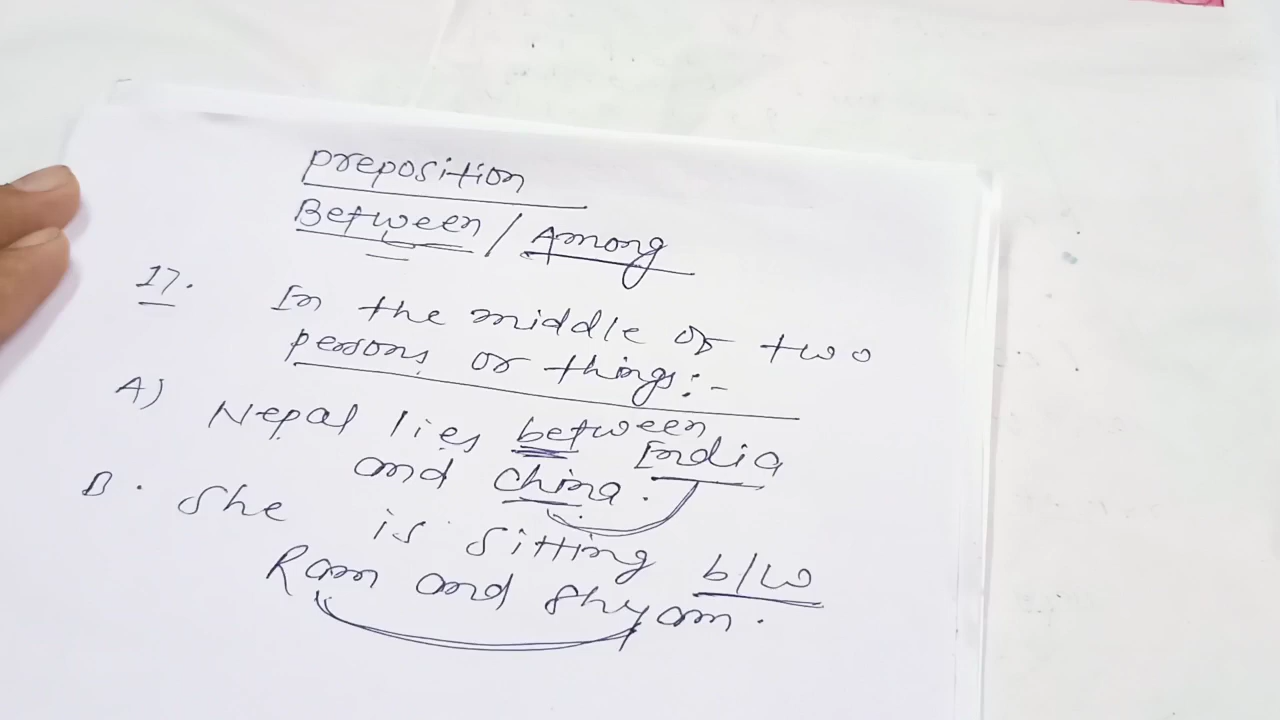 preposition
Between / Among
17. In the middle of two
persons or things:-
A) Nepal lies between India
and China.
B. She is sitting b/w
Ram and Shyam.